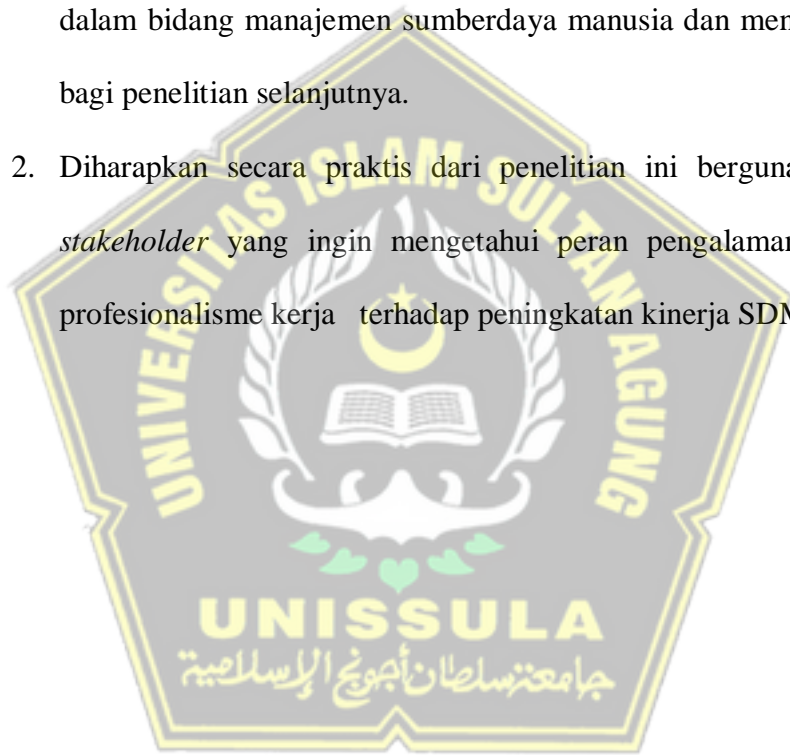 dalam bidang manajemen sumberdaya manusia dan men
bagi penelitian selanjutnya.
2. Diharapkan secara praktis dari penelitian ini berguna
stakeholder yang ingin mengetahui peran pengalaman
profesionalisme kerja terhadap peningkatan kinerja SDM
UNIVERSITAS ISLAM SULTAN AGUNG
UNISSULA
جامعة سلطان أجونج الإسلامية